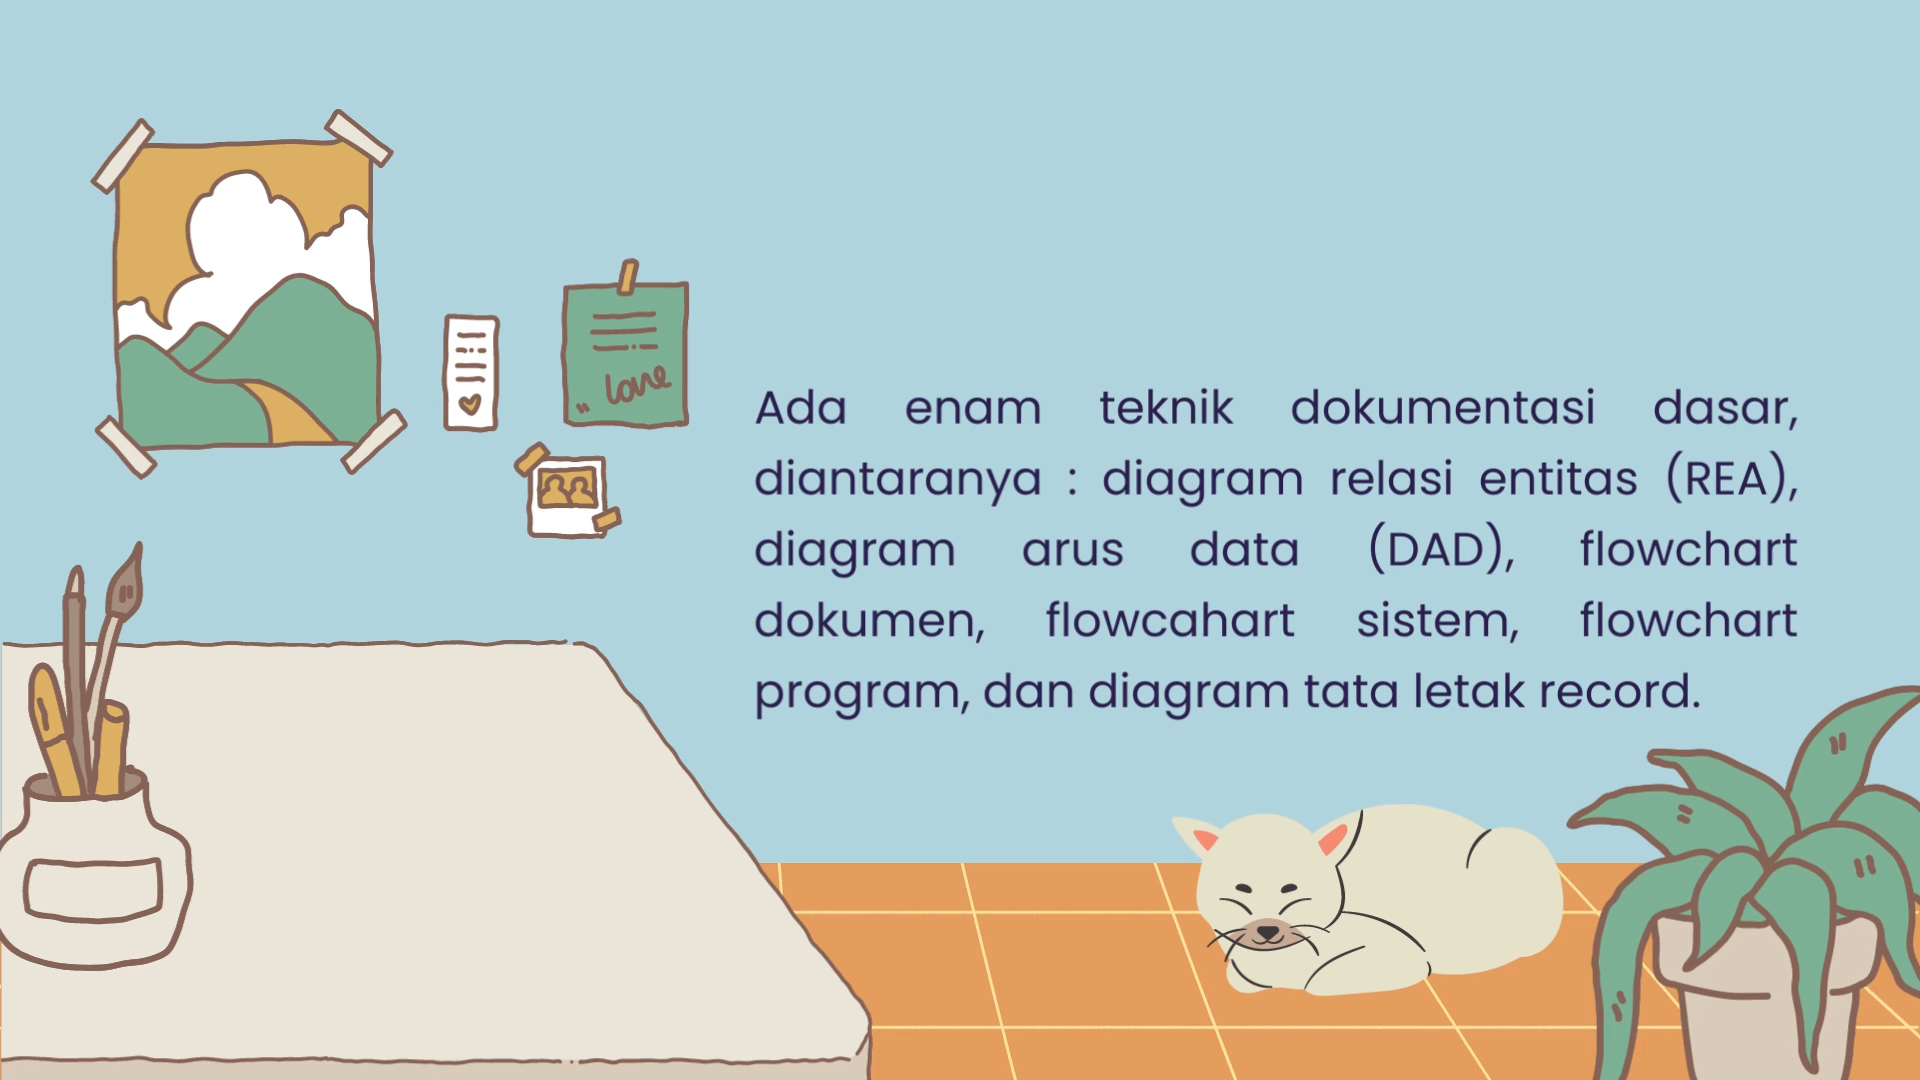 love
Ada enam teknik dokumentasi dasar,
diantaranya : diagram relasi entitas (REA),
diagram arus data (DAD), flowchart
dokumen, flowcahart sistem, flowchart
program, dan diagram tata letak record.